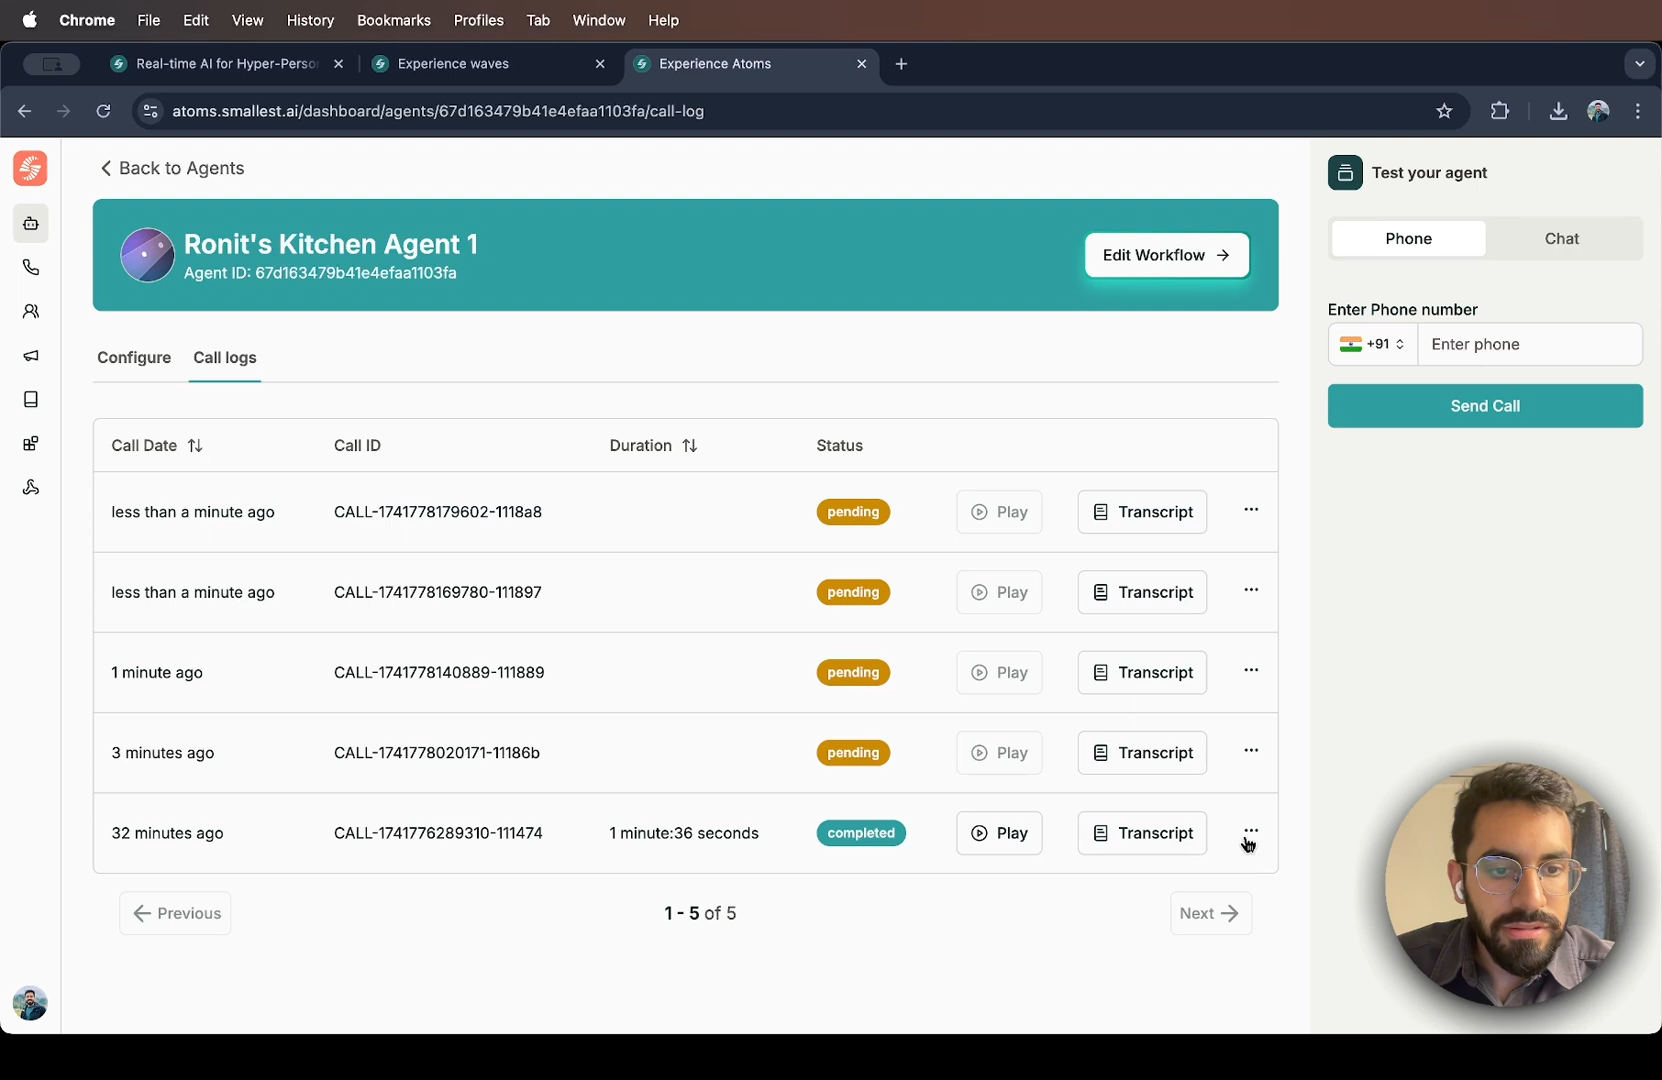 Chrome File Edit View History Bookmarks Profiles Tab Window Help
Real-time AI for Hyper-Perso
Experience waves
Experience Atoms
atoms.smallest.ai/dashboard/agents/67d163479b41e4efaa1103fa/call-log
Back to Agents
Ronit's Kitchen Agent 1
Agent ID: 67d163479b41e4efaa1103fa
Edit Workflow →
Configure Call logs
Call Date Call ID Duration Status
less than a minute ago CALL-1741778179602-1118a8 pending Play Transcript ...
less than a minute ago CALL-1741778169780-111897 pending Play Transcript ...
1 minute ago CALL-1741778140889-111889 pending Play Transcript ...
3 minutes ago CALL-1741778020171-11186b pending Play Transcript ...
32 minutes ago CALL-1741776289310-111474 1 minute:36 seconds completed Play Transcript ...
← Previous 1 - 5 of 5 Next →
Test your agent
Phone Chat
Enter Phone number
+91 Enter phone
Send Call